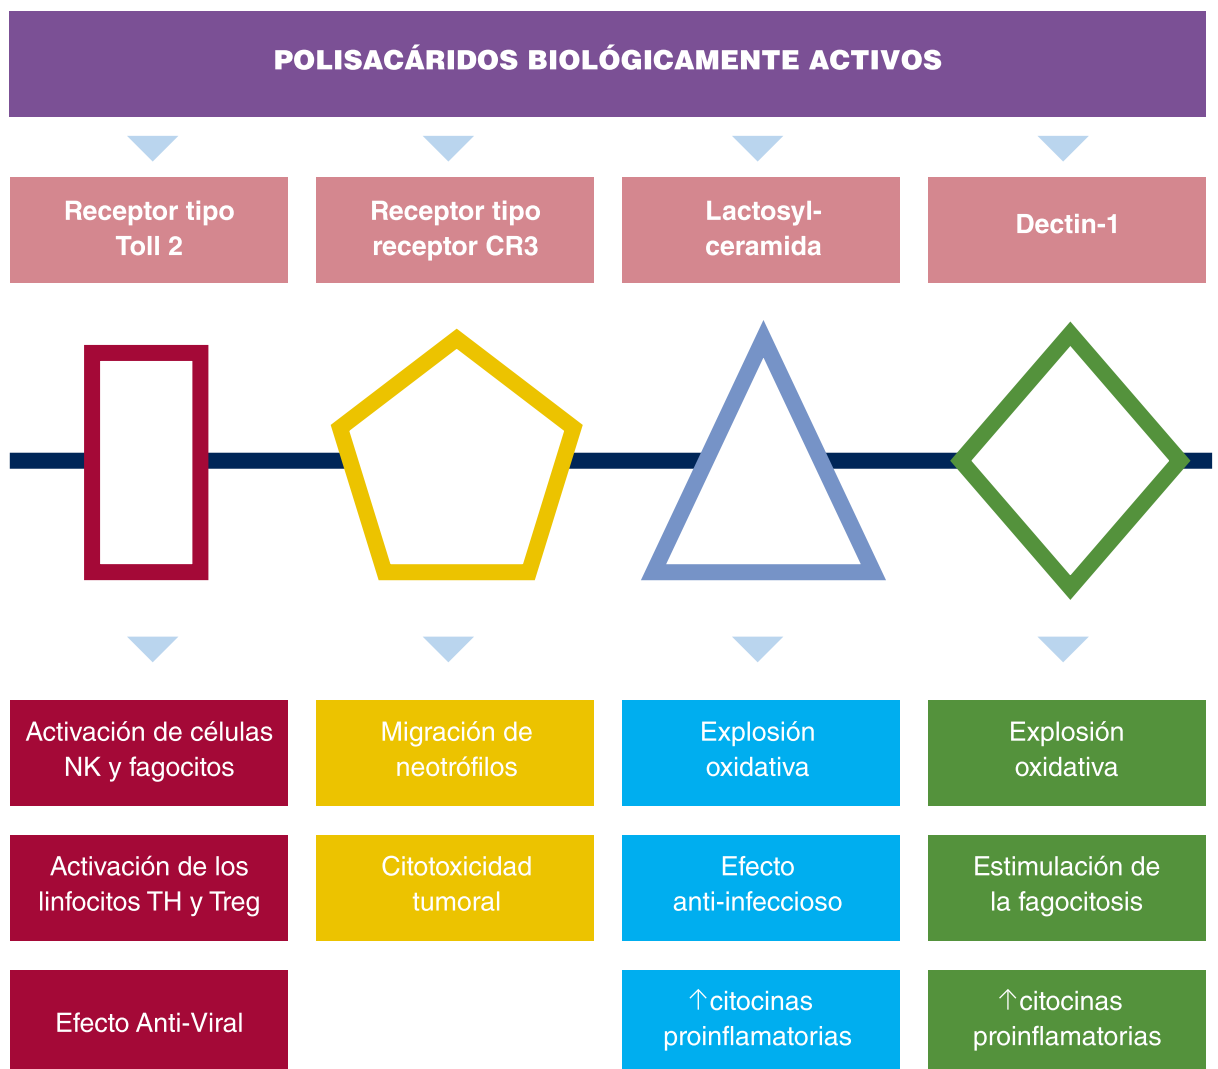 POLISACÁRIDOS BIOLÓGICAMENTE ACTIVOS
Receptor tipo
Toll 2
Receptor tipo
receptor CR3
Lactosyl-
ceramida
Dectin-1
Activación de células
NK y fagocitos
Migración de
neotrófilos
Explosión
oxidativa
Explosión
oxidativa
Activación de los
linfocitos TH y Treg
Citotoxicidad
tumoral
Efecto
anti-infeccioso
Estimulación de
la fagocitosis
Efecto Anti-Viral
↑citocinas
proinflamatorias
↑citocinas
proinflamatorias